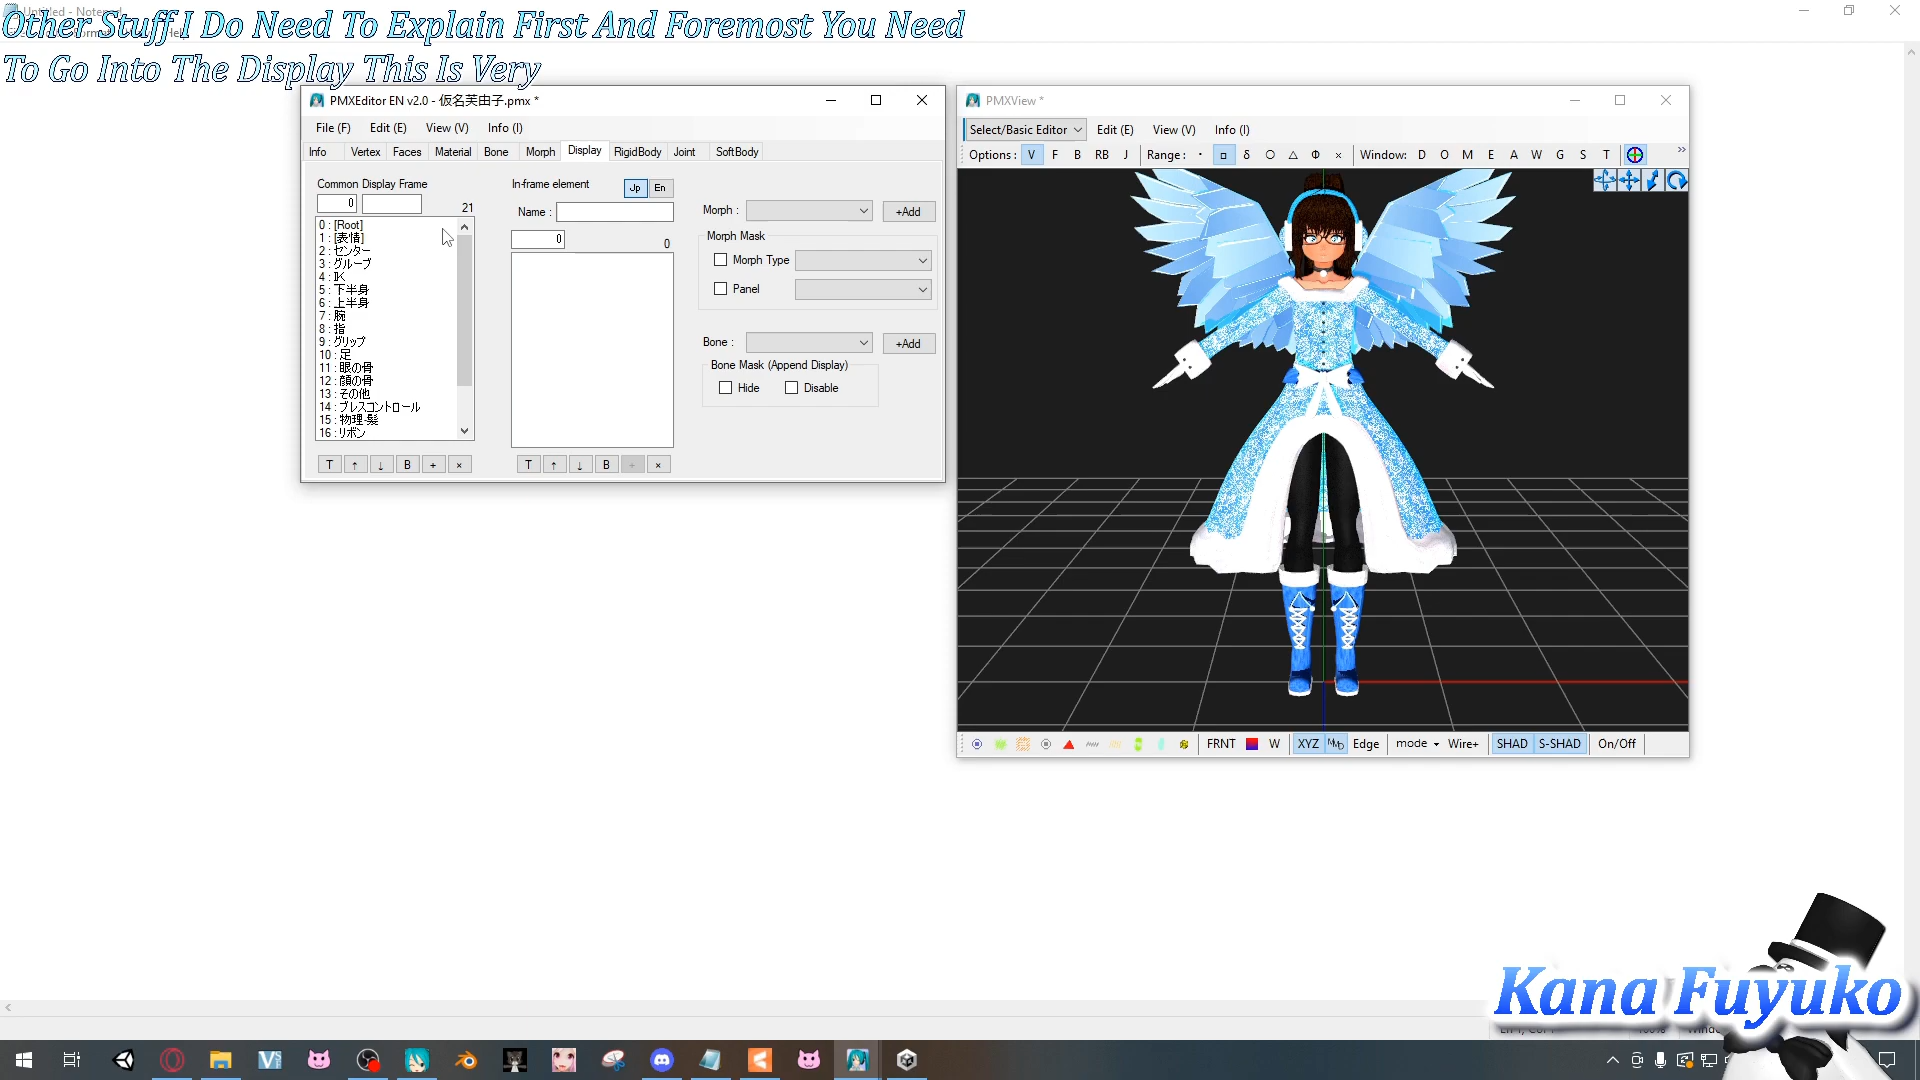 Untitled - Notepad
Other Stuff I Do Need To Explain First And Foremost You Need
To Go Into The Display This Is Very
PMXEditor EN v2.0 - 仮名芙由子.pmx *
File (F) Edit (E) View (V) Info (I)
Info Vertex Faces Material Bone Morph Display RigidBody Joint SoftBody
Common Display Frame
0
21
0 : [Root]
1 : [表情]
2 : センター
3 : グルーブ
4 : IK
5 : 下半身
6 : 上半身
7 : 腕
8 : 指
9 : グリップ
10 : 足
11 : 眼の骨
12 : 顔の骨
13 : その他
14 : ブレスコントロール
15 : 物理-髪
16 : リボン
T ↑ ↓ B + ×
In-frame element Jp En
Name :
0 0
T ↑ ↓ B + ×
Morph : +Add
Morph Mask
Morph Type
Panel
Bone : +Add
Bone Mask (Append Display)
Hide Disable
PMXView *
Select/Basic Editor Edit (E) View (V) Info (I)
Options : V F B RB J Range : · □ δ ○ △ Φ × Window: D O M E A W G S T »
FRNT W XYZ MMD Edge mode Wire+ SHAD S-SHAD On/Off
Kana Fuyuko